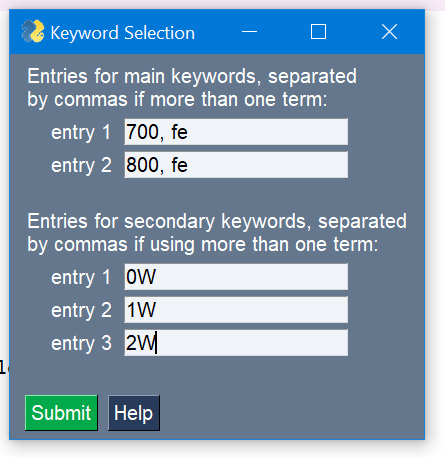 Keyword Selection
Entries for main keywords, separated
by commas if more than one term:
entry 1 700, fe
entry 2 800, fe
Entries for secondary keywords, separated
by commas if using more than one term:
entry 1 0W
entry 2 1W
entry 3 2W
Submit Help